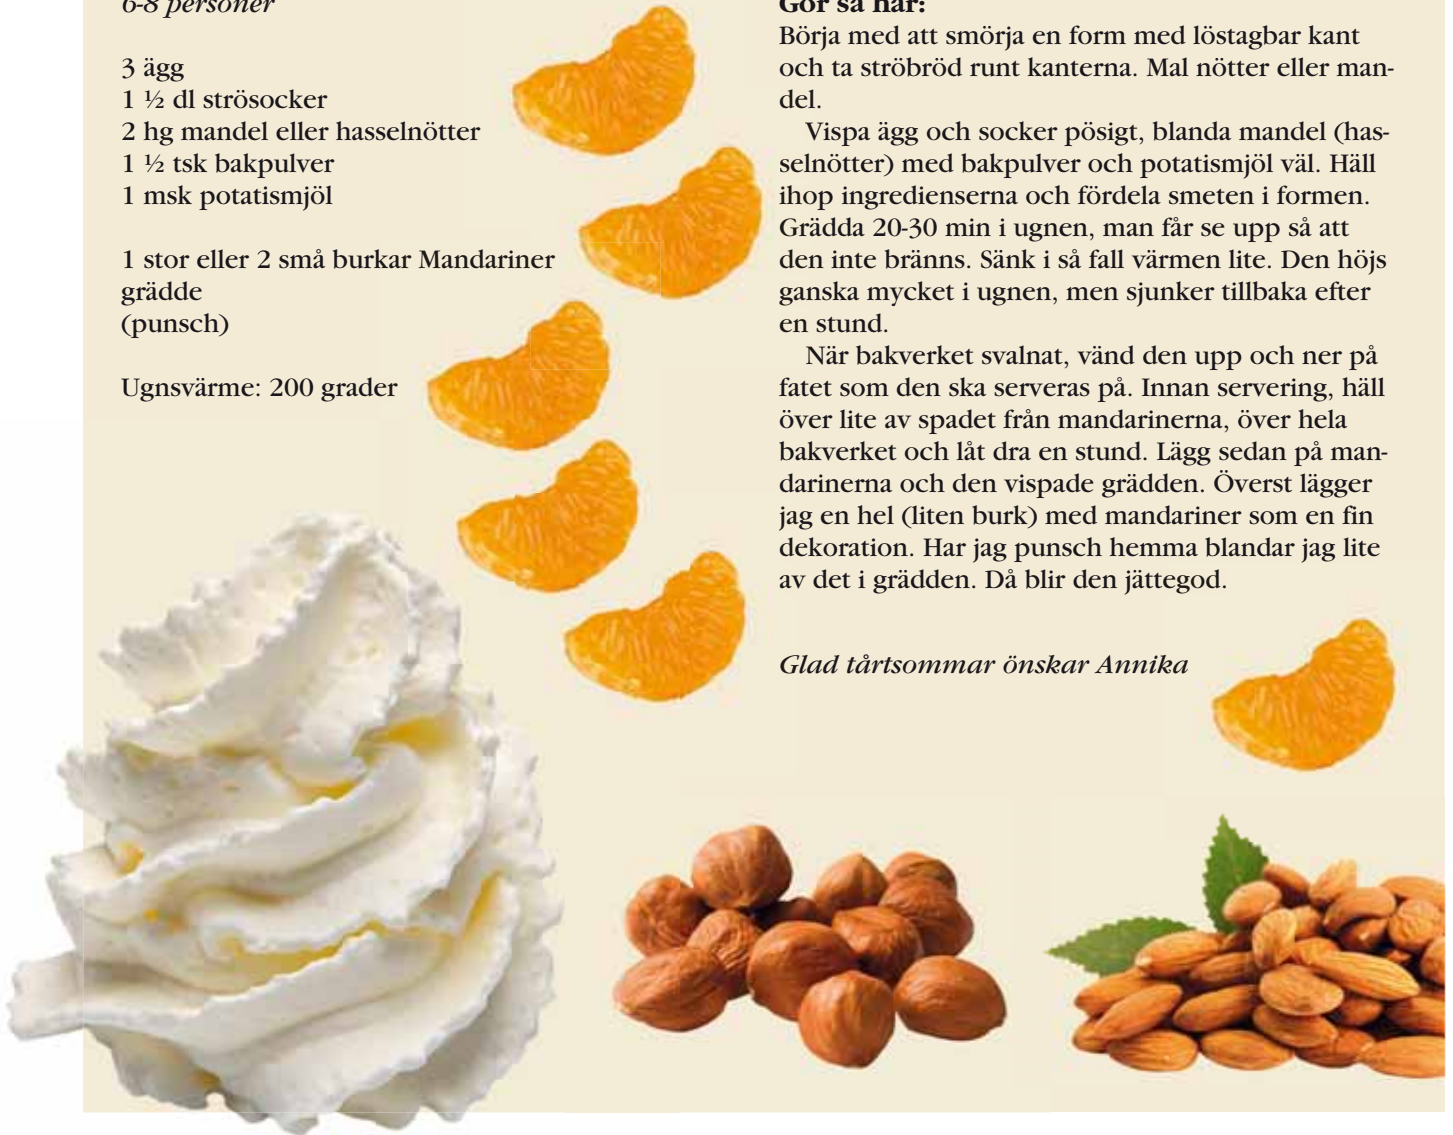 6-8 personer
3 ägg
1 ½ dl strösocker
2 hg mandel eller hasselnötter
1 ½ tsk bakpulver
1 msk potatismjöl
1 stor eller 2 små burkar Mandariner
grädde
(punsch)
Ugnsvärme: 200 grader
Gör så här:
Börja med att smörja en form med löstagbar kant
och ta ströbröd runt kanterna. Mal nötter eller man-
del.
Vispa ägg och socker pösigt, blanda mandel (has-
selnötter) med bakpulver och potatismjöl väl. Häll
ihop ingredienserna och fördela smeten i formen.
Grädda 20-30 min i ugnen, man får se upp så att
den inte bränns. Sänk i så fall värmen lite. Den höjs
ganska mycket i ugnen, men sjunker tillbaka efter
en stund.
När bakverket svalnat, vänd den upp och ner på
fatet som den ska serveras på. Innan servering, häll
över lite av spadet från mandarinerna, över hela
bakverket och låt dra en stund. Lägg sedan på man-
darinerna och den vispade grädden. Överst lägger
jag en hel (liten burk) med mandariner som en fin
dekoration. Har jag punsch hemma blandar jag lite
av det i grädden. Då blir den jättegod.
Glad tårtsommar önskar Annika